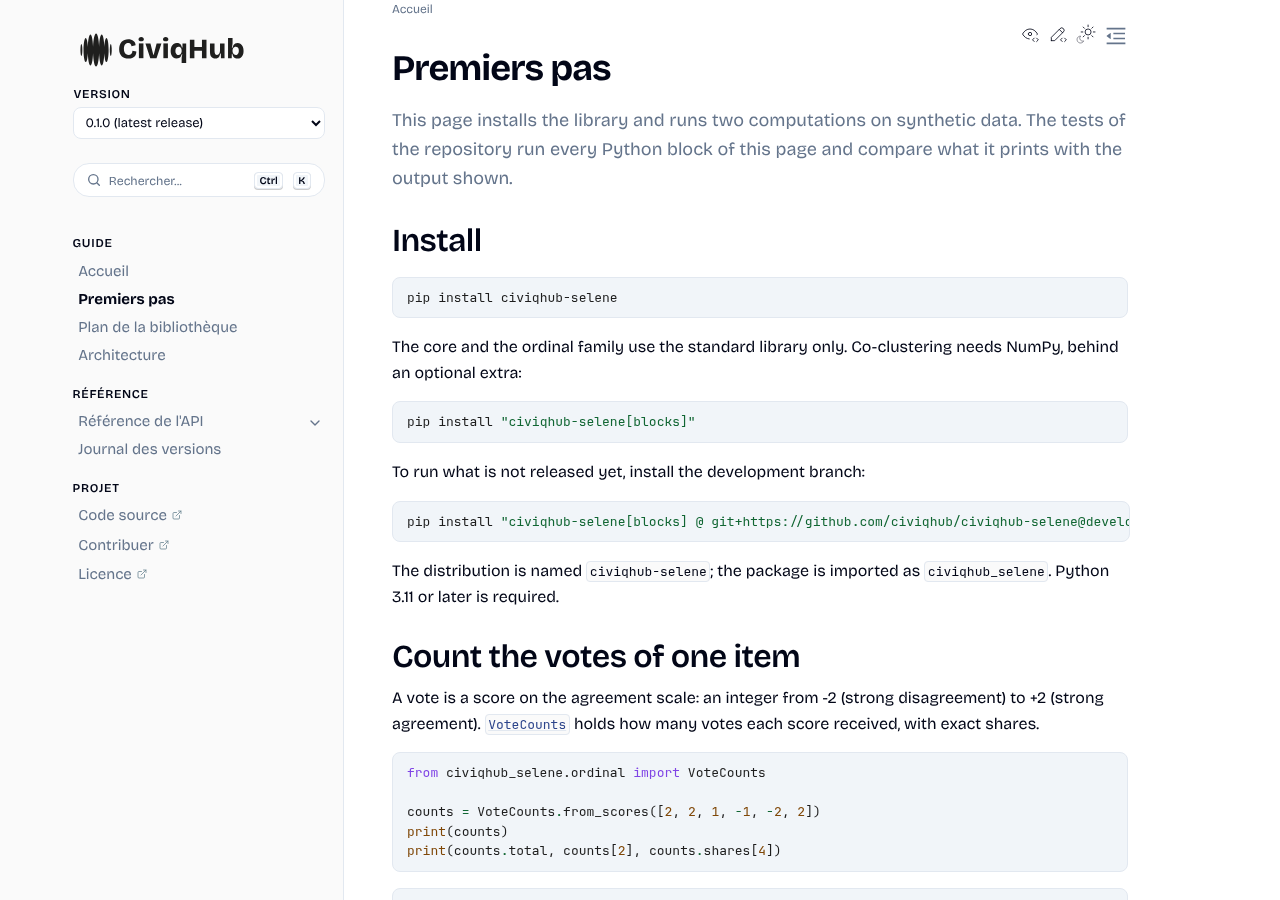 CiviqHub
VERSION
0.1.0 (latest release)
Rechercher...
Ctrl
K
GUIDE
Accueil
Premiers pas
Plan de la bibliothèque
Architecture
RÉFÉRENCE
Référence de l'API
Journal des versions
PROJET
Code source
Contribuer
Licence
Accueil
Premiers pas
This page installs the library and runs two computations on synthetic data. The tests of
the repository run every Python block of this page and compare what it prints with the
output shown.
Install
pip install civiqhub-selene
The core and the ordinal family use the standard library only. Co-clustering needs NumPy, behind
an optional extra:
pip install "civiqhub-selene[blocks]"
To run what is not released yet, install the development branch:
pip install "civiqhub-selene[blocks] @ git+https://github.com/civiqhub/civiqhub-selene@develo
The distribution is named civiqhub-selene; the package is imported as civiqhub_selene. Python
3.11 or later is required.
Count the votes of one item
A vote is a score on the agreement scale: an integer from -2 (strong disagreement) to +2 (strong
agreement). VoteCounts holds how many votes each score received, with exact shares.
from civiqhub_selene.ordinal import VoteCounts
counts = VoteCounts.from_scores([2, 2, 1, -1, -2, 2])
print(counts)
print(counts.total, counts[2], counts.shares[4])